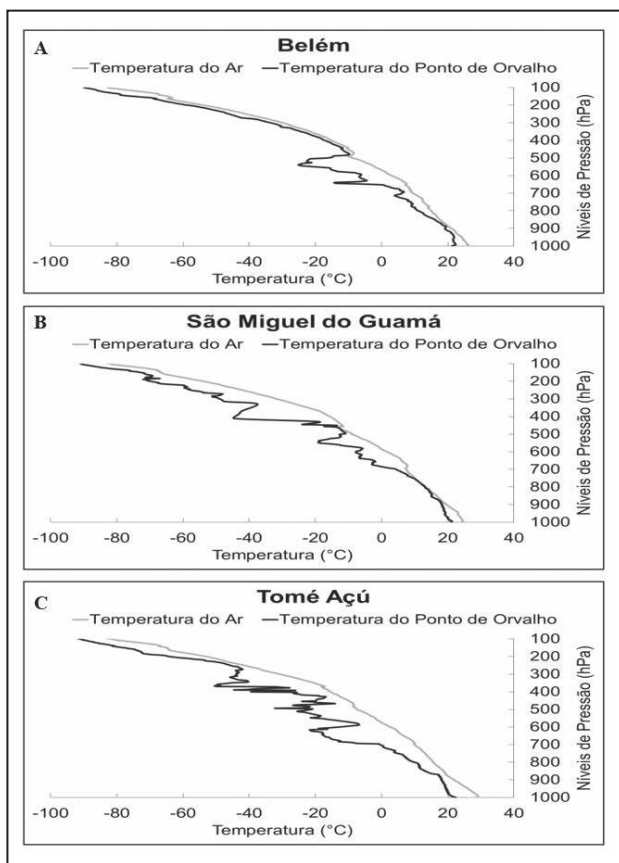 A Belém
Temperatura do Ar Temperatura do Ponto de Orvalho
100
200
300
400
500
600
700
800
900
1000
Níveis de Pressão (hPa)
-100 -80 -60 -40 -20 0 20 40
Temperatura (°C)
B São Miguel do Guamá
Temperatura do Ar Temperatura do Ponto de Orvalho
100
200
300
400
500
600
700
800
900
1000
Níveis de Pressão (hPa)
-100 -80 -60 -40 -20 0 20 40
Temperatura (°C)
C Tomé Açú
Temperatura do Ar Temperatura do Ponto de Orvalho
100
200
300
400
500
600
700
800
900
1000
Níveis de Pressão (hPa)
-100 -80 -60 -40 -20 0 20 40
Temperatura (°C)